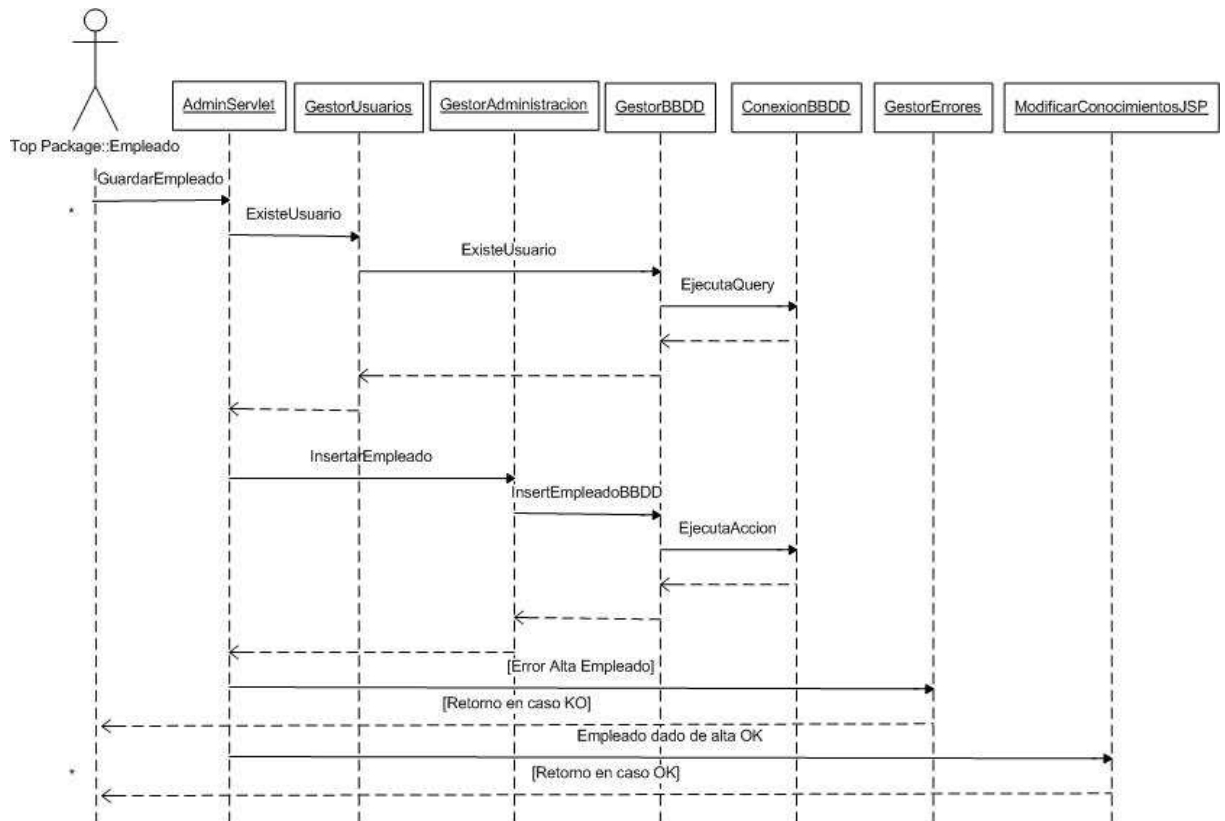 AdminServlet
GestorUsuarios
GestorAdministracion
GestorBBDD
ConexionBBDD
GestorErrores
ModificarConocimientosJSP
Top Package::Empleado
GuardarEmpleado
*
ExisteUsuario
ExisteUsuario
EjecutaQuery
InsertarEmpleado
InsertEmpleadoBBDD
EjecutaAccion
[Error Alta Empleado]
[Retorno en caso KO]
Empleado dado de alta OK
*
[Retorno en caso OK]